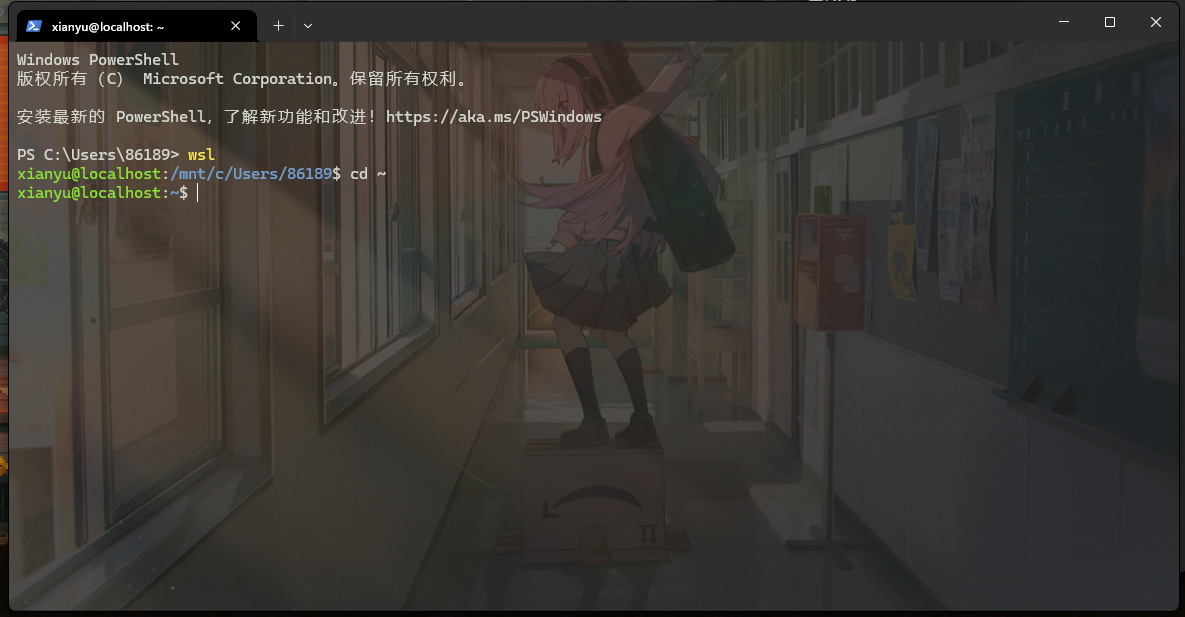 xianyu@localhost: ~
Windows PowerShell
版权所有（C） Microsoft Corporation。保留所有权利。
安装最新的 PowerShell，了解新功能和改进！https://aka.ms/PSWindows
PS C:\Users\86189> wsl
xianyu@localhost:/mnt/c/Users/86189$ cd ~
xianyu@localhost:~$